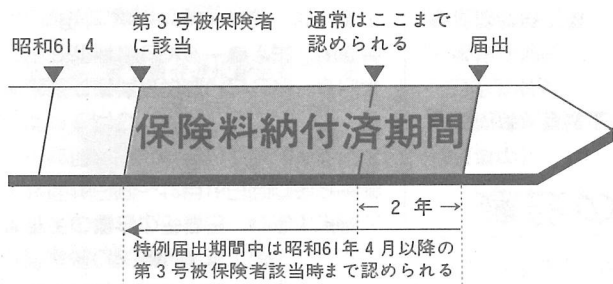 昭和61.4
第3号被保険者
に該当
通常はここまで
認められる
届出
保険料納付済期間
2年
特例届出期間中は昭和61年4月以降の
第3号被保険者該当時まで認められる